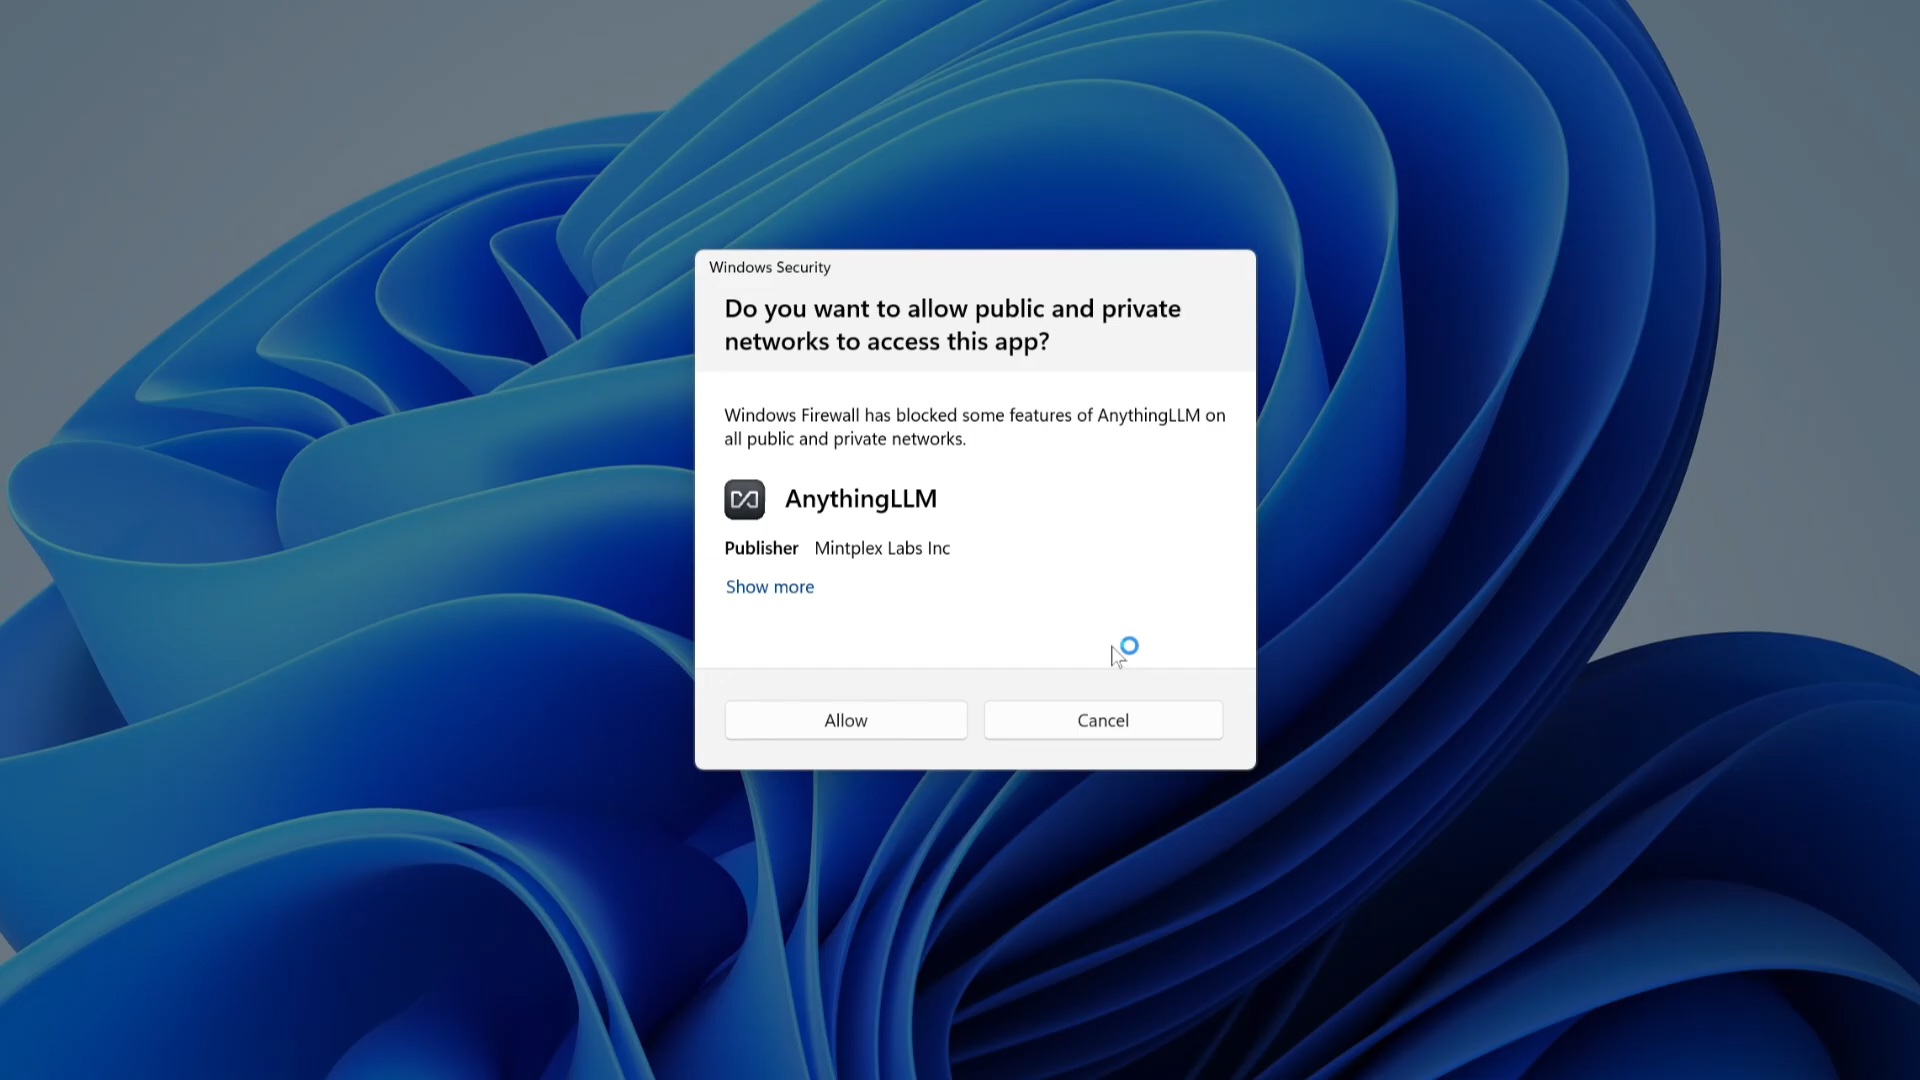 Windows Security
Do you want to allow public and private
networks to access this app?
Windows Firewall has blocked some features of AnythingLLM on
all public and private networks.
AnythingLLM
Publisher Mintplex Labs Inc
Show more
Allow Cancel